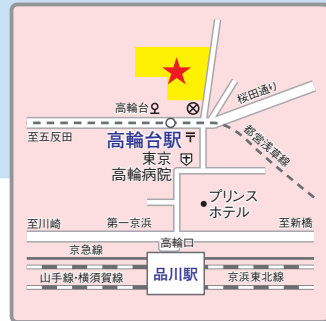 桜田通り
高輪台
至五反田
高輪台駅
都営浅草線
東京
高輪病院
プリンス
ホテル
至川崎
第一京浜
至新橋
高輪口
京急線
山手線・横須賀線
品川駅
京浜東北線